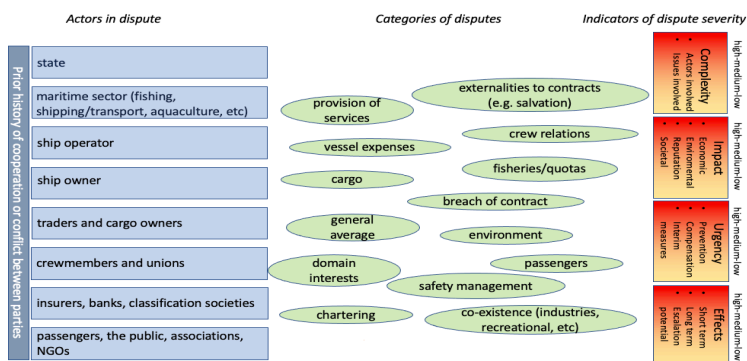 Actors in dispute
Categories of disputes
Indicators of dispute severity
Prior history of cooperation or conflict between parties
state
maritime sector (fishing,
shipping/transport, aquaculture, etc)
ship operator
ship owner
traders and cargo owners
crewmembers and unions
insurers, banks, classification societies
passengers, the public, associations,
NGOs
provision of
services
externalities to contracts
(e.g. salvation)
crew relations
vessel expenses
fisheries/quotas
cargo
breach of contract
general
average
environment
domain
interests
passengers
safety management
chartering
co-existence (industries,
recreational, etc)
Complexity
• Actors involved
• Issues involved
high-medium-low
Impact
• Economic
• Enviromental
• Reputation
• Societal
high-medium-low
Urgency
• Prevention
• Compensation
• Interim
measures
high-medium-low
Effects
• Short term
• Long term
• Escalation
potential
high-medium-low